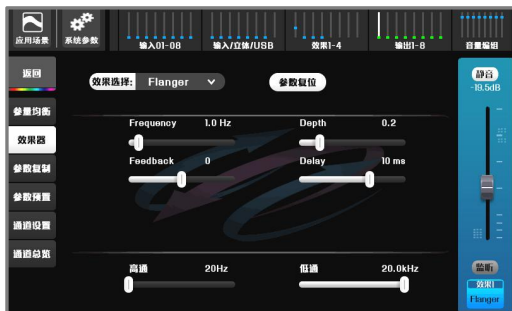 应用场景
系统参数
输入01-08
输入/立体/USB
效果1-4
输出1-8
音量编组
返回
效果选择: Flanger
参数复位
静音
-19.5dB
参量均衡
效果器
参数复制
参数预置
通道设置
通道总览
Frequency 1.0 Hz
Depth 0.2
Feedback 0
Delay 10 ms
高通 20Hz
低通 20.0kHz
监听
效果1
Flanger